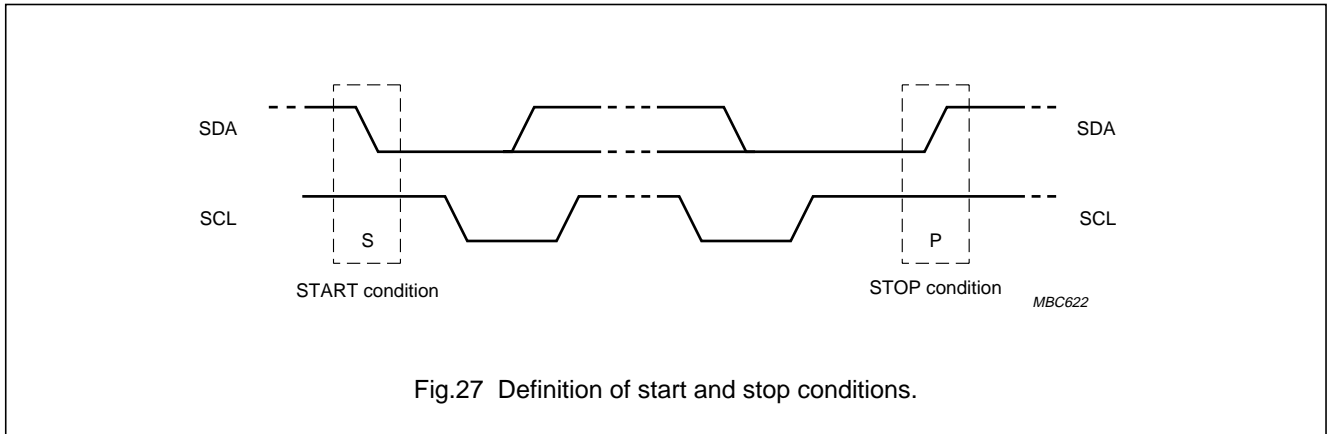 SDA
SDA
SCL
SCL
S
P
START condition
STOP condition
MBC622
Fig.27 Definition of start and stop conditions.